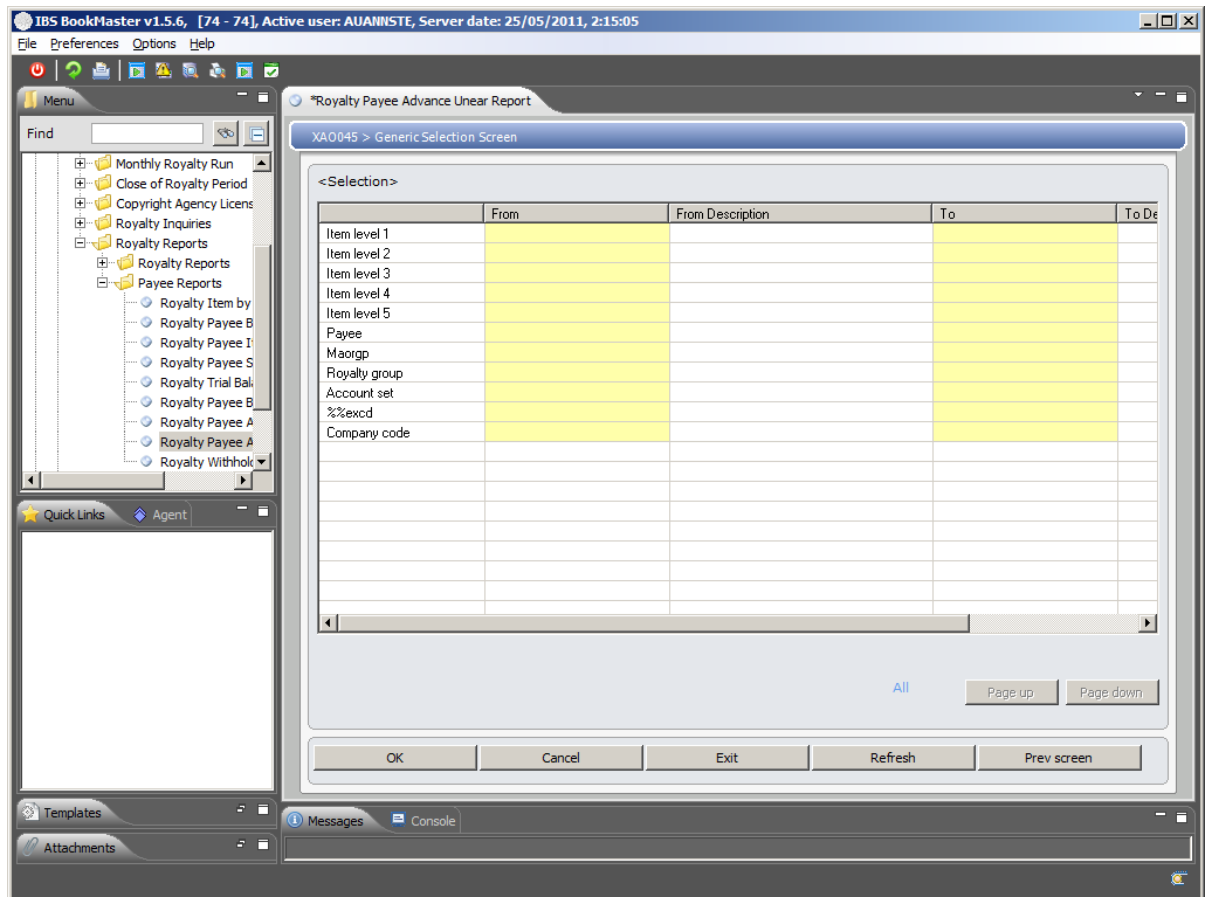 IBS BookMaster v1.5.6, [74 - 74], Active user: AUANNSTE, Server date: 25/05/2011, 2:15:05
File Preferences Options Help
Menu
Find
Monthly Royalty Run
Close of Royalty Period
Copyright Agency Licens
Royalty Inquiries
Royalty Reports
Royalty Reports
Payee Reports
Royalty Item by
Royalty Payee B
Royalty Payee I
Royalty Payee S
Royalty Trial Bal
Royalty Payee B
Royalty Payee A
Royalty Payee A
Royalty Withhol
Quick Links Agent
Templates
Attachments
*Royalty Payee Advance Unear Report
XAO045 > Generic Selection Screen
<Selection>
From From Description To To De
Item level 1
Item level 2
Item level 3
Item level 4
Item level 5
Payee
Maorgp
Royalty group
Account set
%%excd
Company code
All Page up Page down
OK Cancel Exit Refresh Prev screen
Messages Console